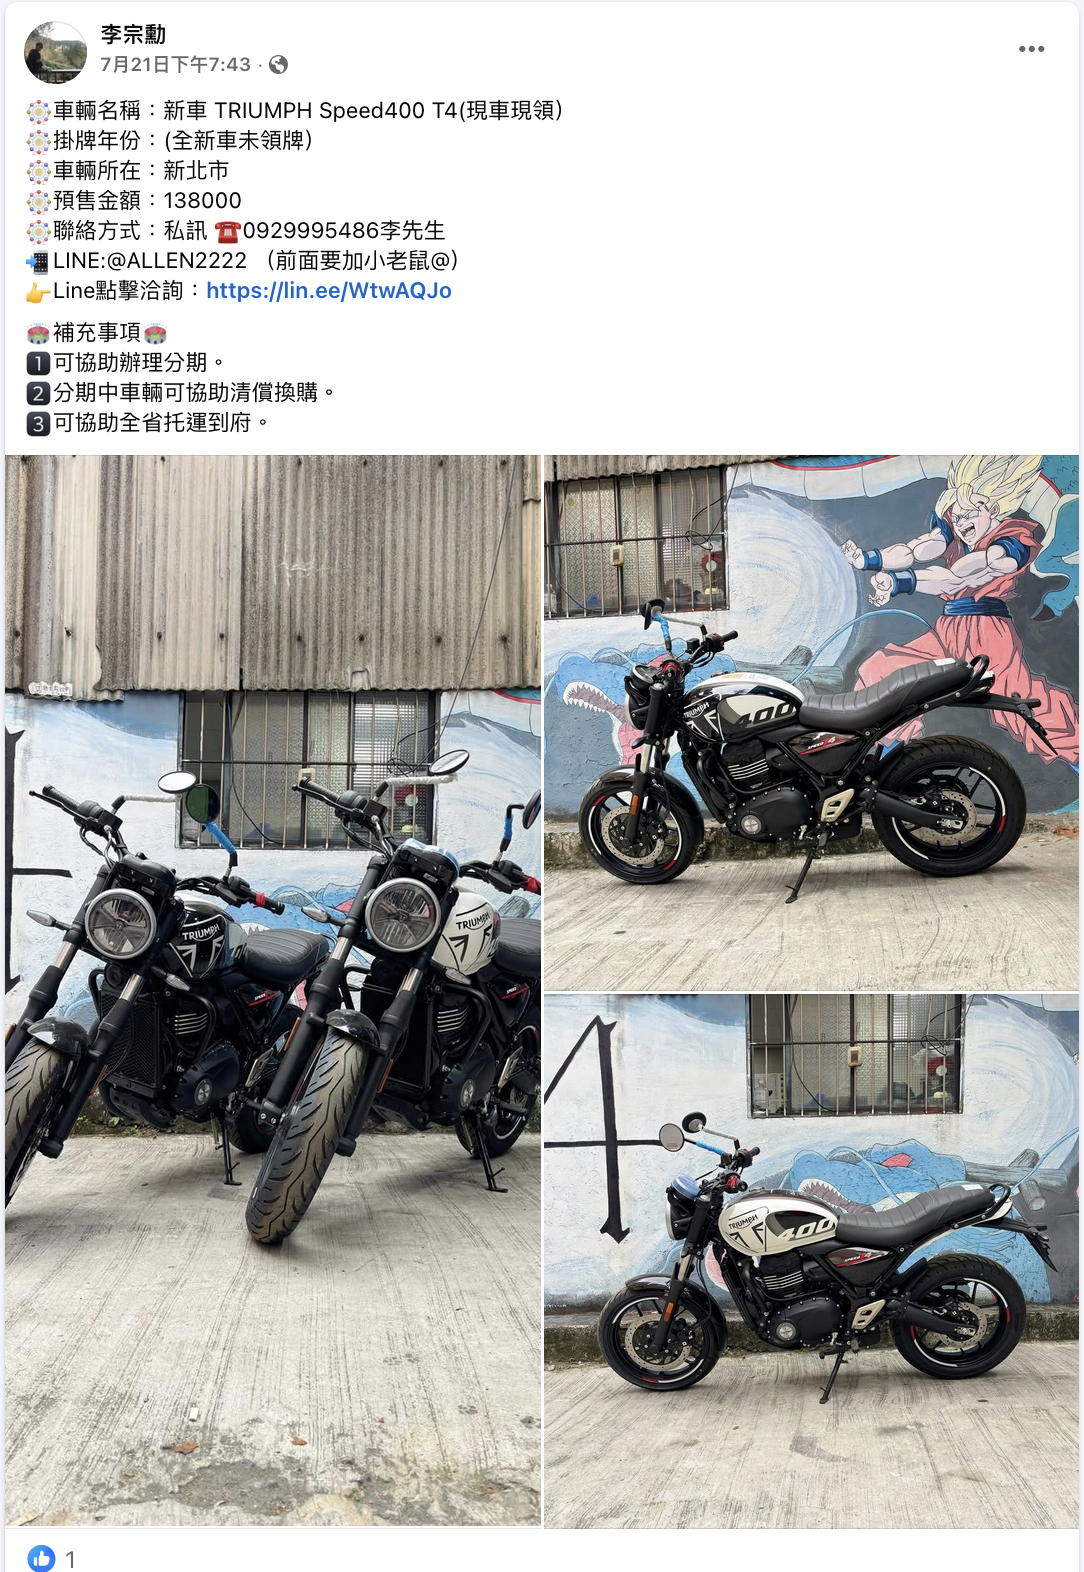 李宗勳
7月21日下午7:43
車輛名稱：新車 TRIUMPH Speed400 T4(現車現領)
掛牌年份：(全新車未領牌)
車輛所在：新北市
預售金額：138000
聯絡方式：私訊 ☎️0929995486李先生
📲LINE:@ALLEN2222 （前面要加小老鼠@)
👉Line點擊洽詢：https://lin.ee/WtwAQJo
🏟️補充事項🏟️
1️⃣可協助辦理分期。
2️⃣分期中車輛可協助清償換購。
3️⃣可協助全省托運到府。
TRIUMPH
TRIUMPH
TRIUMPH
400
SPEED T4
TRIUMPH
400
SPEED T4
1